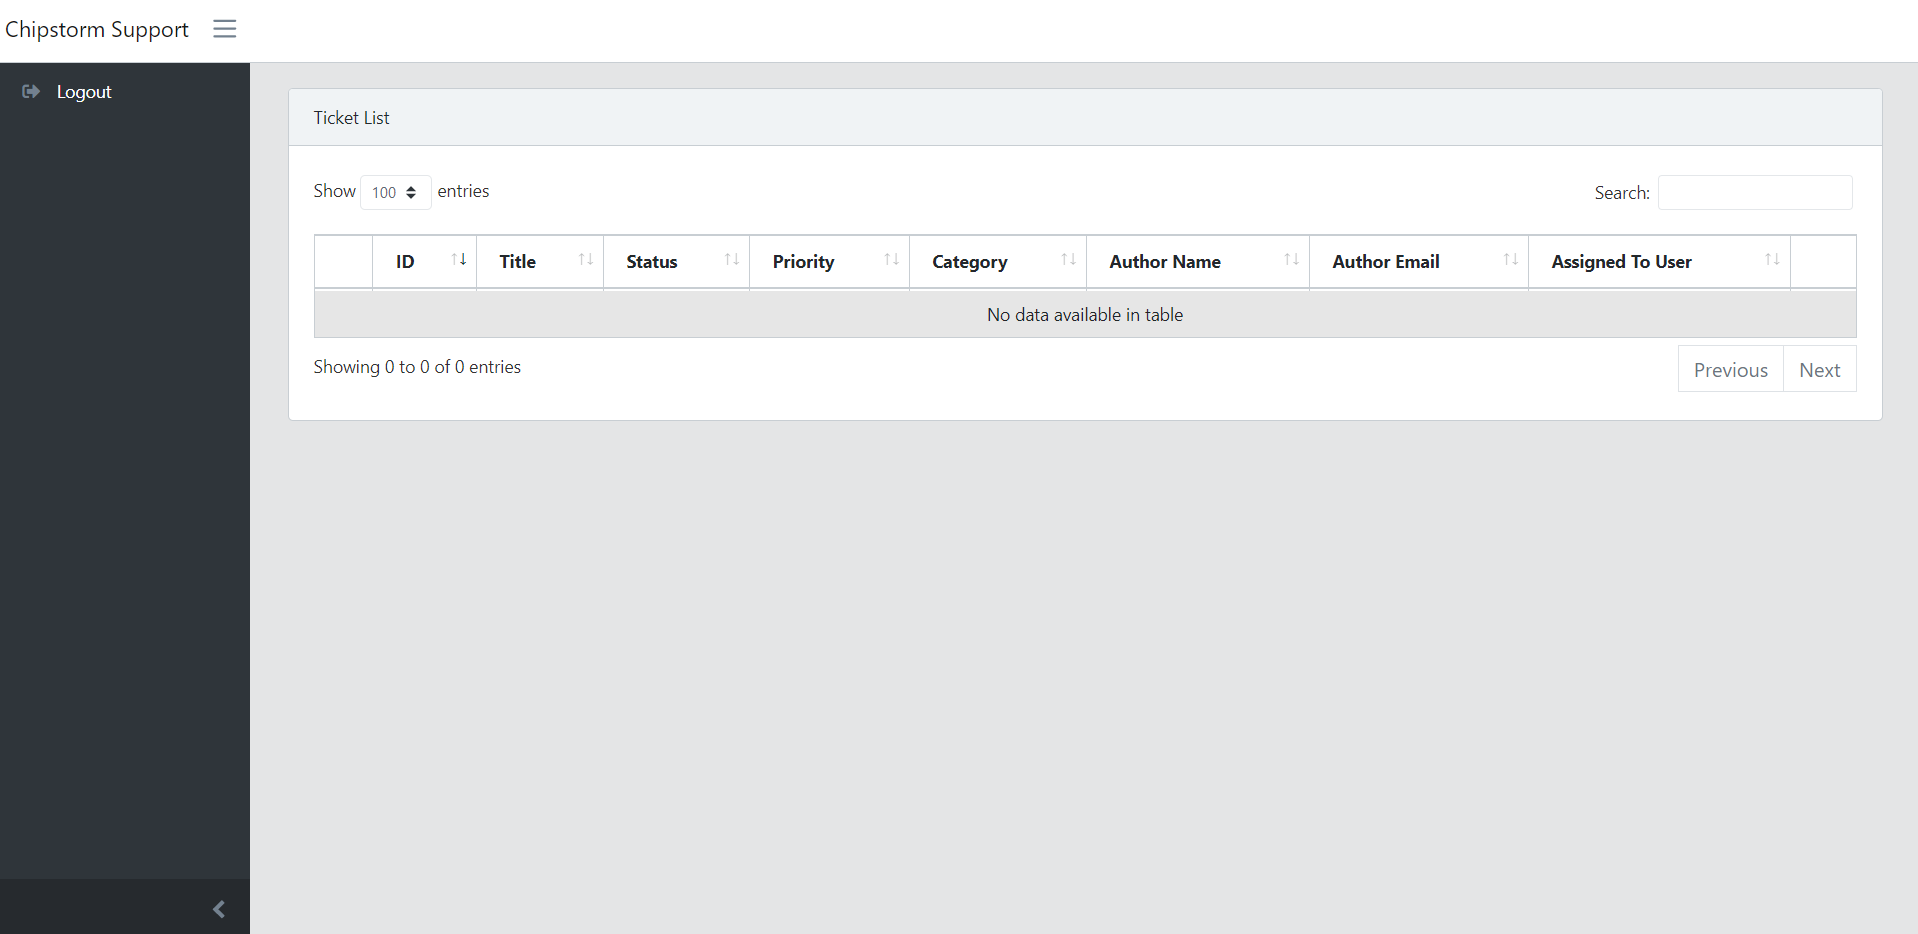 Chipstorm Support
Logout
Ticket List
Show 100 entries
Search:
ID Title Status Priority Category Author Name Author Email Assigned To User
No data available in table
Showing 0 to 0 of 0 entries
Previous Next